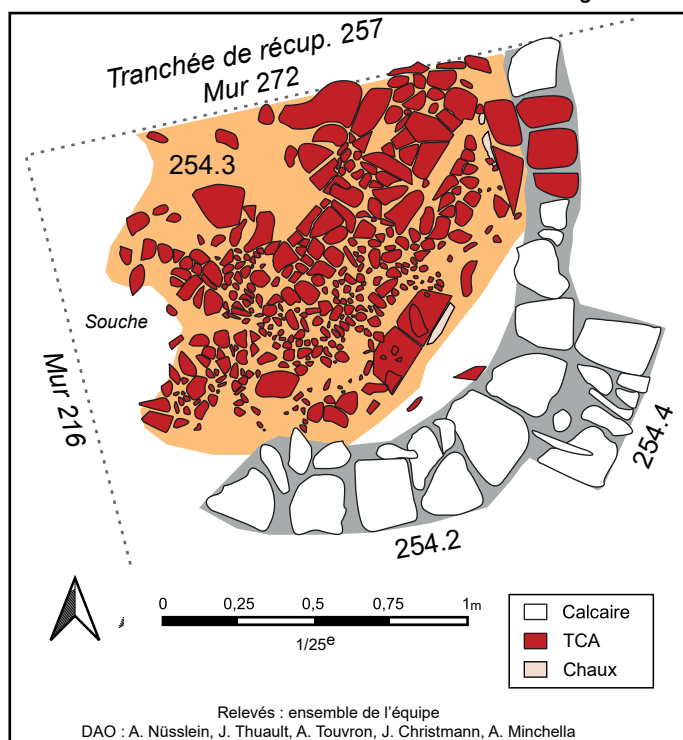 Tranchée de récup. 257
Mur 272
254.3
Souche
Mur 216
254.4
254.2
0 0,25 0,5 0,75 1m
1/25e
Calcaire
TCA
Chaux
Relevés : ensemble de l'équipe
DAO : A. Nüsslein, J. Thuault, A. Touvron, J. Christmann, A. Minchella